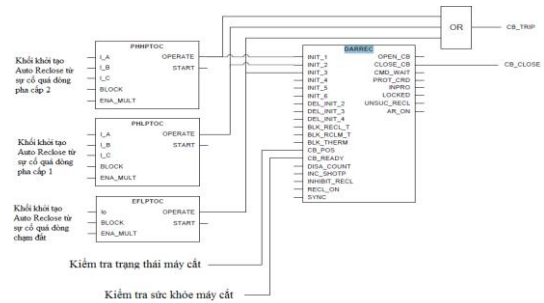 Khối khởi tạo
Auto Reclose từ
sự cố quá dòng
pha cấp 2
PHHPTOC
I_A
I_B
I_C
BLOCK
ENA_MULT
OPERATE
START
Khối khởi tạo
Auto Reclose từ
sự cố quá dòng
pha cấp 1
PHLPTOC
I_A
I_B
I_C
BLOCK
ENA_MULT
OPERATE
START
Khối khởi tạo
Auto Reclose từ
sự cố quá dòng
chạm đất
EFLPTOC
Io
BLOCK
ENA_MULT
OPERATE
START
DARREC
INIT_1
INIT_2
INIT_3
INIT_4
INIT_5
INIT_6
DEL_INIT_2
DEL_INIT_3
DEL_INIT_4
BLK_RECL_T
BLK_RCLM_T
BLK_THERM
CB_POS
CB_READY
DISA_COUNT
INC_SHOTP
INHIBIT_RECL
RECL_ON
SYNC
OPEN_CB
CLOSE_CB
CMD_WAIT
PROT_CRD
INPRO
LOCKED
UNSUC_RECL
AR_ON
OR
CB_TRIP
CB_CLOSE
Kiểm tra trạng thái máy cắt
Kiểm tra sức khỏe máy cắt